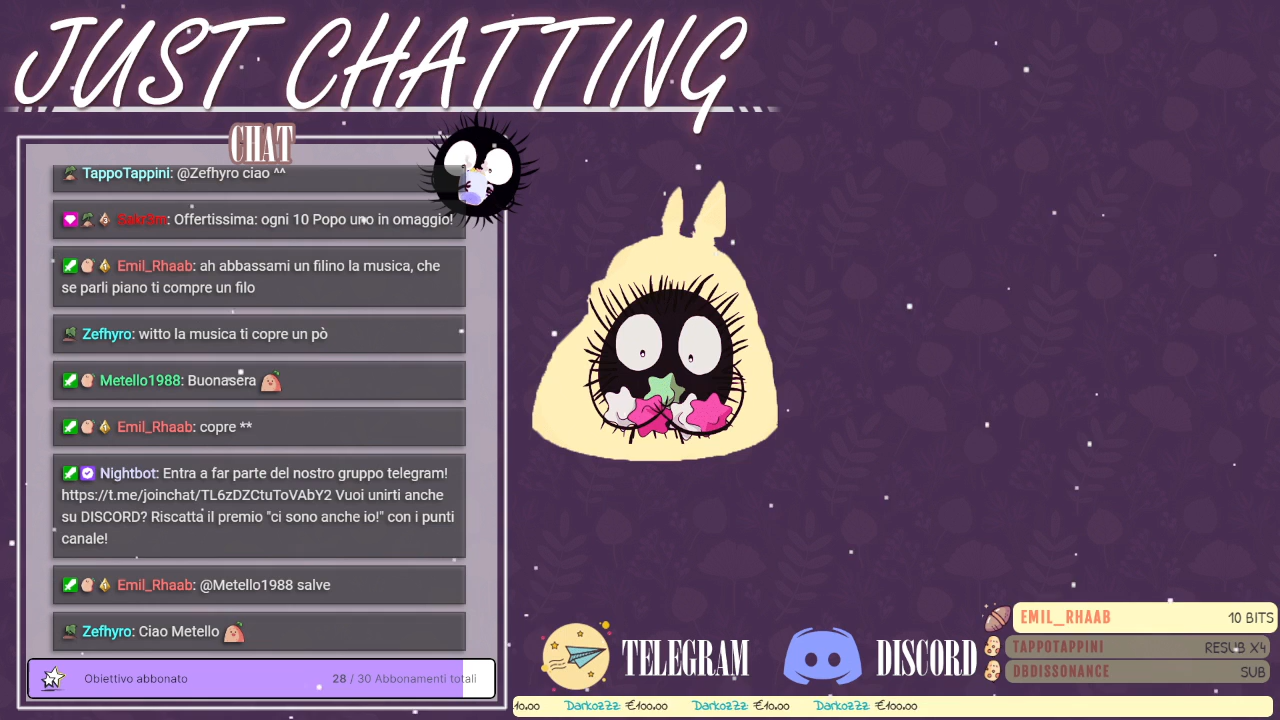 JUST CHATTING
CHAT
TappoTappini: @Zefhyro ciao ^^
Sakr3m: Offertissima: ogni 10 Popo uno in omaggio!
Emil_Rhaab: ah abbassami un filino la musica, che
se parli piano ti compre un filo
Zefhyro: witto la musica ti copre un pò
Metello1988: Buonasera
Emil_Rhaab: copre **
Nightbot: Entra a far parte del nostro gruppo telegram!
https://t.me/joinchat/TL6zDZCtuToVAbY2 Vuoi unirti anche
su DISCORD? Riscatta il premio "ci sono anche io!" con i punti
canale!
Emil_Rhaab: @Metello1988 salve
Zefhyro: Ciao Metello
Obiettivo abbonato 28 / 30 Abbonamenti totali
TELEGRAM DISCORD
EMIL_RHAAB 10 BITS
TAPPOTAPPINI RESUB X4
DBDISSONANCE SUB
10.00 DarkoZZz: €100.00 DarkoZZz: €10.00 DarkoZZz: €100.00